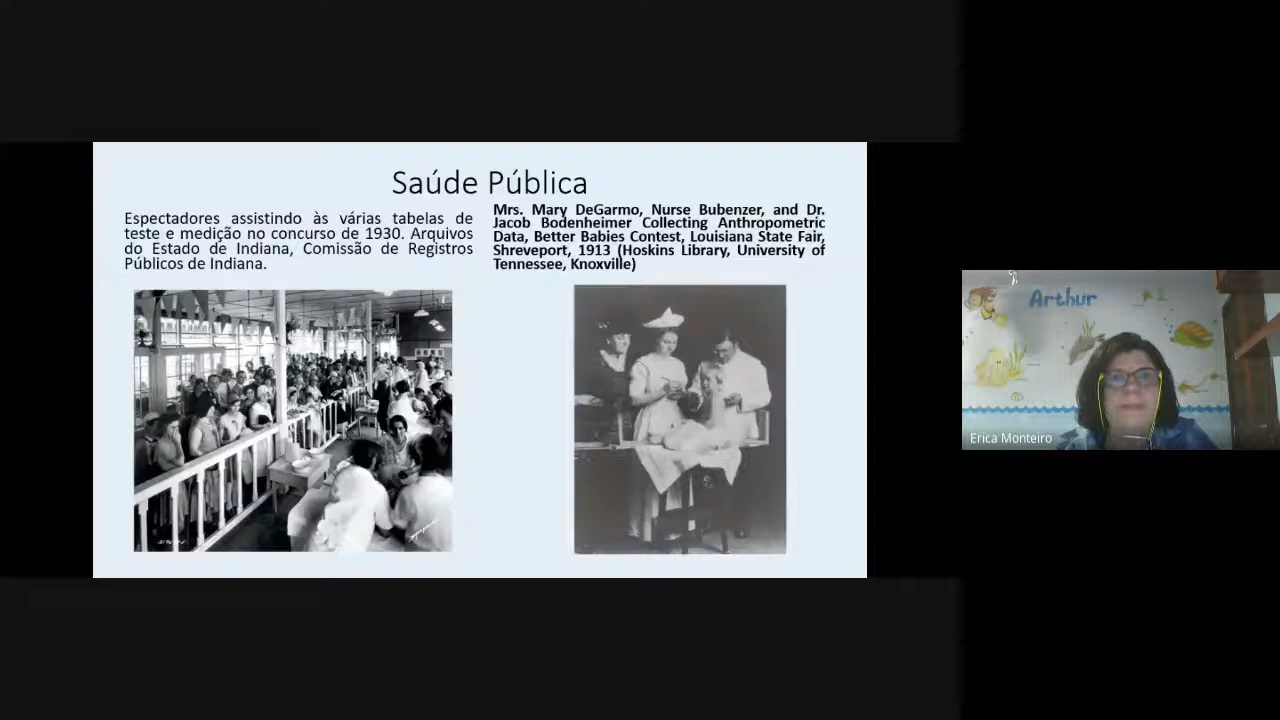 Saúde Pública
Espectadores assistindo às várias tabelas de
teste e medição no concurso de 1930. Arquivos
do Estado de Indiana, Comissão de Registros
Públicos de Indiana.
Mrs. Mary DeGarmo, Nurse Bubenzer, and Dr.
Jacob Bodenheimer Collecting Anthropometric
Data, Better Babies Contest, Louisiana State Fair,
Shreveport, 1913 (Hoskins Library, University of
Tennessee, Knoxville)
Arthur
Erica Monteiro